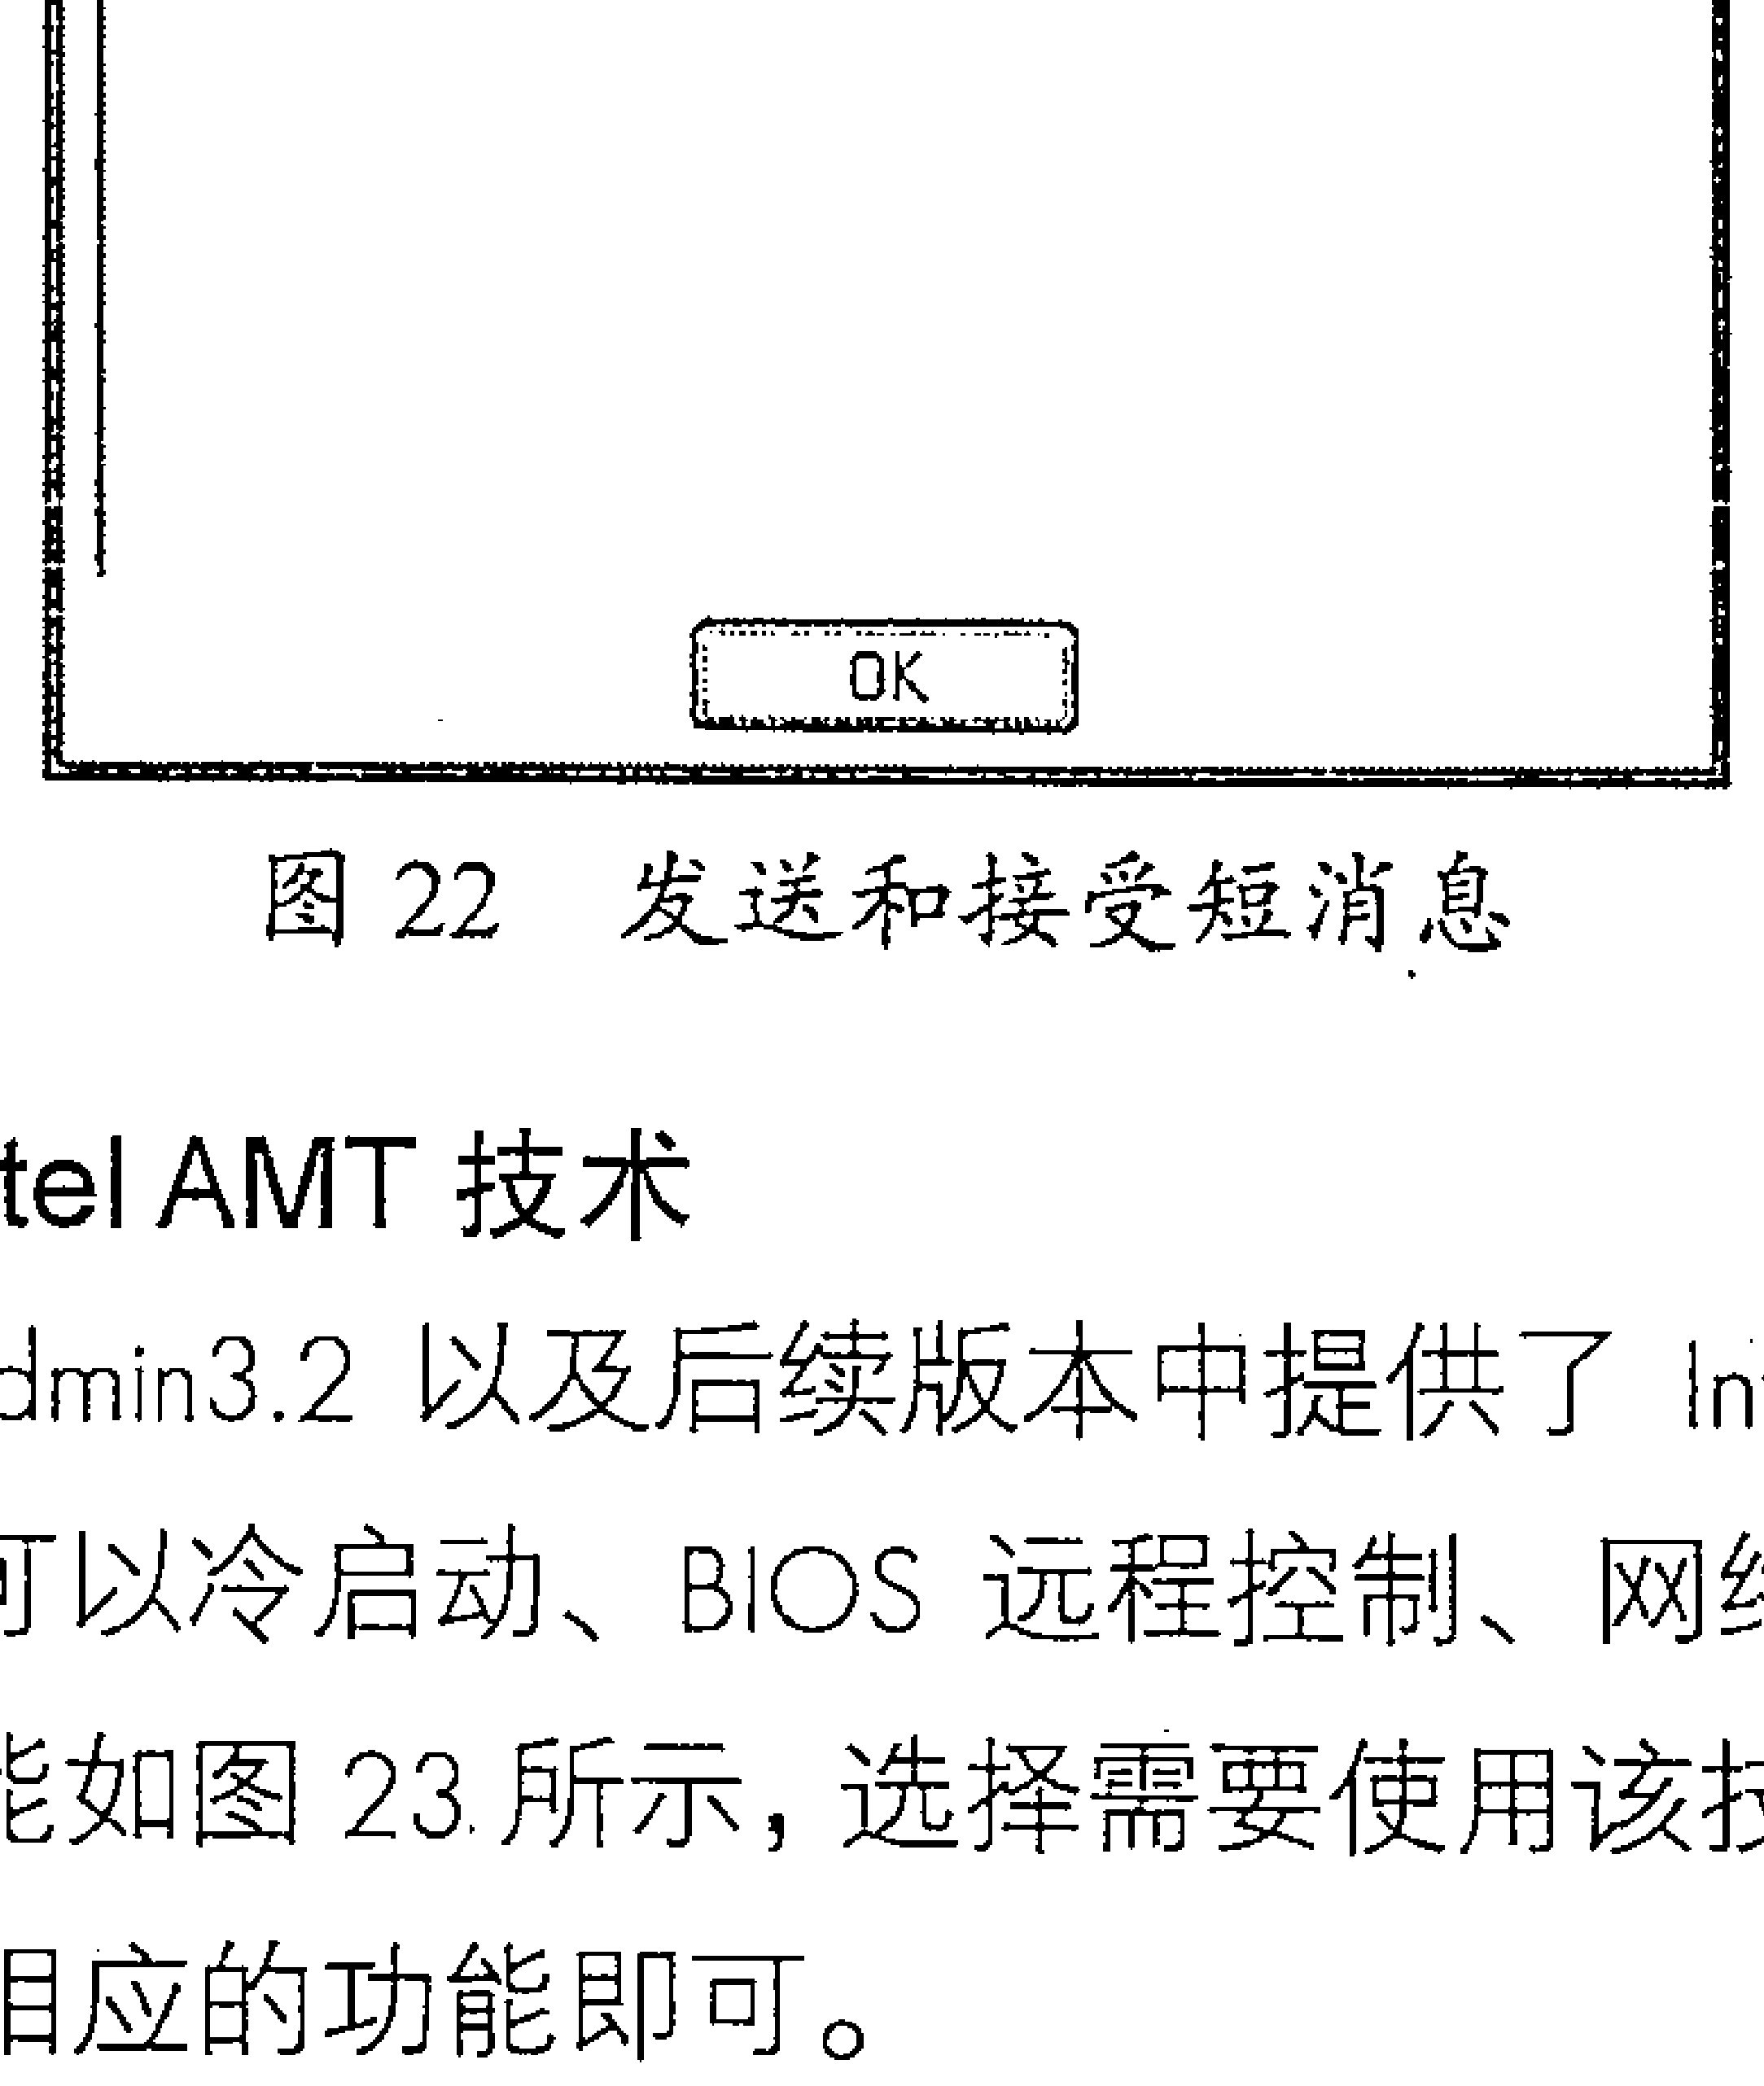 OK
图 22 发送和接受短消息
tel AMT 技术
dmin3.2 以及后续版本中提供了 In
可以冷启动、BIOS 远程控制、网
能如图 23 所示，选择需要使用该
相应的功能即可。